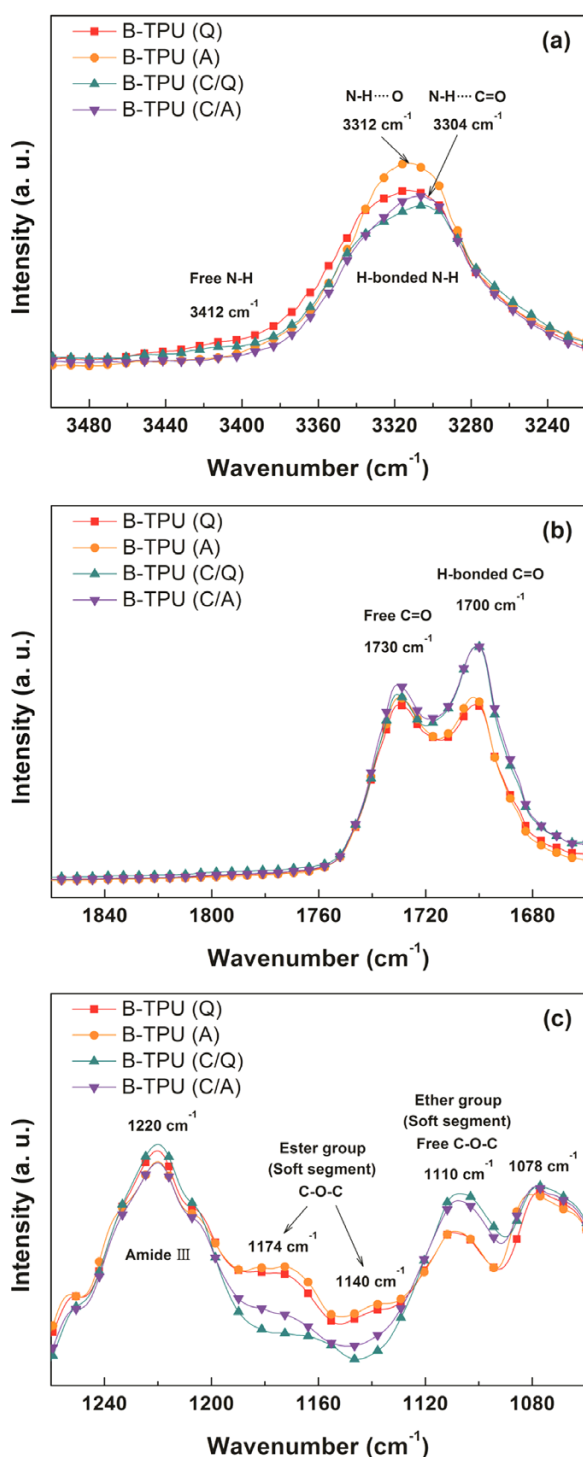 (a)
B-TPU (Q)
B-TPU (A)
B-TPU (C/Q)
B-TPU (C/A)
N-H····· O
3312 cm⁻¹
N-H····· C=O
3304 cm⁻¹
Free N-H
3412 cm⁻¹
H-bonded N-H
Intensity (a. u.)
3480 3440 3400 3360 3320 3280 3240
Wavenumber (cm⁻¹)
(b)
B-TPU (Q)
B-TPU (A)
B-TPU (C/Q)
B-TPU (C/A)
H-bonded C=O
1700 cm⁻¹
Free C=O
1730 cm⁻¹
Intensity (a. u.)
1840 1800 1760 1720 1680
Wavenumber (cm⁻¹)
(c)
B-TPU (Q)
B-TPU (A)
B-TPU (C/Q)
B-TPU (C/A)
1220 cm⁻¹
Amide Ⅲ
Ester group
(Soft segment)
C-O-C
1174 cm⁻¹
1140 cm⁻¹
Ether group
(Soft segment)
Free C-O-C
1110 cm⁻¹
1078 cm⁻¹
Intensity (a. u.)
1240 1200 1160 1120 1080
Wavenumber (cm⁻¹)